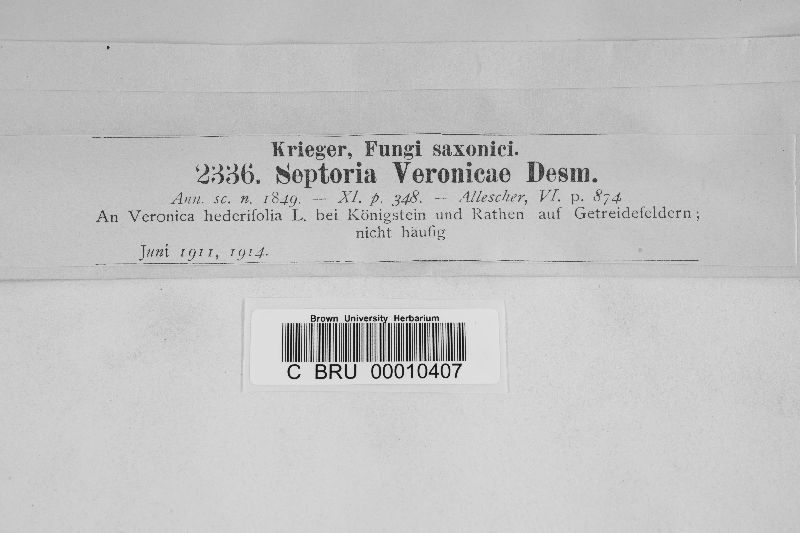 Krieger, Fungi saxonici.
2336. Septoria Veronicae Desm.
Ann. sc. n. 1849. — XI. p. 348. — Allescher, VI. p. 874
An Veronica hederifolia L. bei Königstein und Rathen auf Getreidefeldern;
nicht häufig
Juni 1911, 1914.
Brown University Herbarium
C BRU 00010407